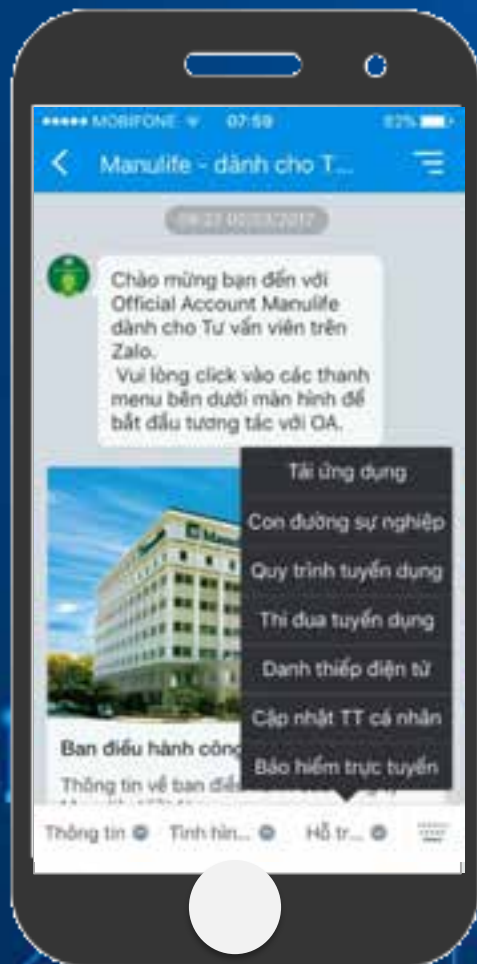 MOBIFONE 07:59 83%
Manulife - dành cho T...
Chào mừng bạn đến với
Official Account Manulife
dành cho Tư vấn viên trên
Zalo.
Vui lòng click vào các thanh
menu bên dưới màn hình để
bắt đầu tương tác với OA.
Tải ứng dụng
Con đường sự nghiệp
Quy trình tuyển dụng
Thi đua tuyển dụng
Danh thiếp điện tử
Cập nhật TT cá nhân
Bảo hiểm trực tuyến
Ban điều hành công
Thông tin về ban điề
Thông tin Tình hìn... Hỗ tr...